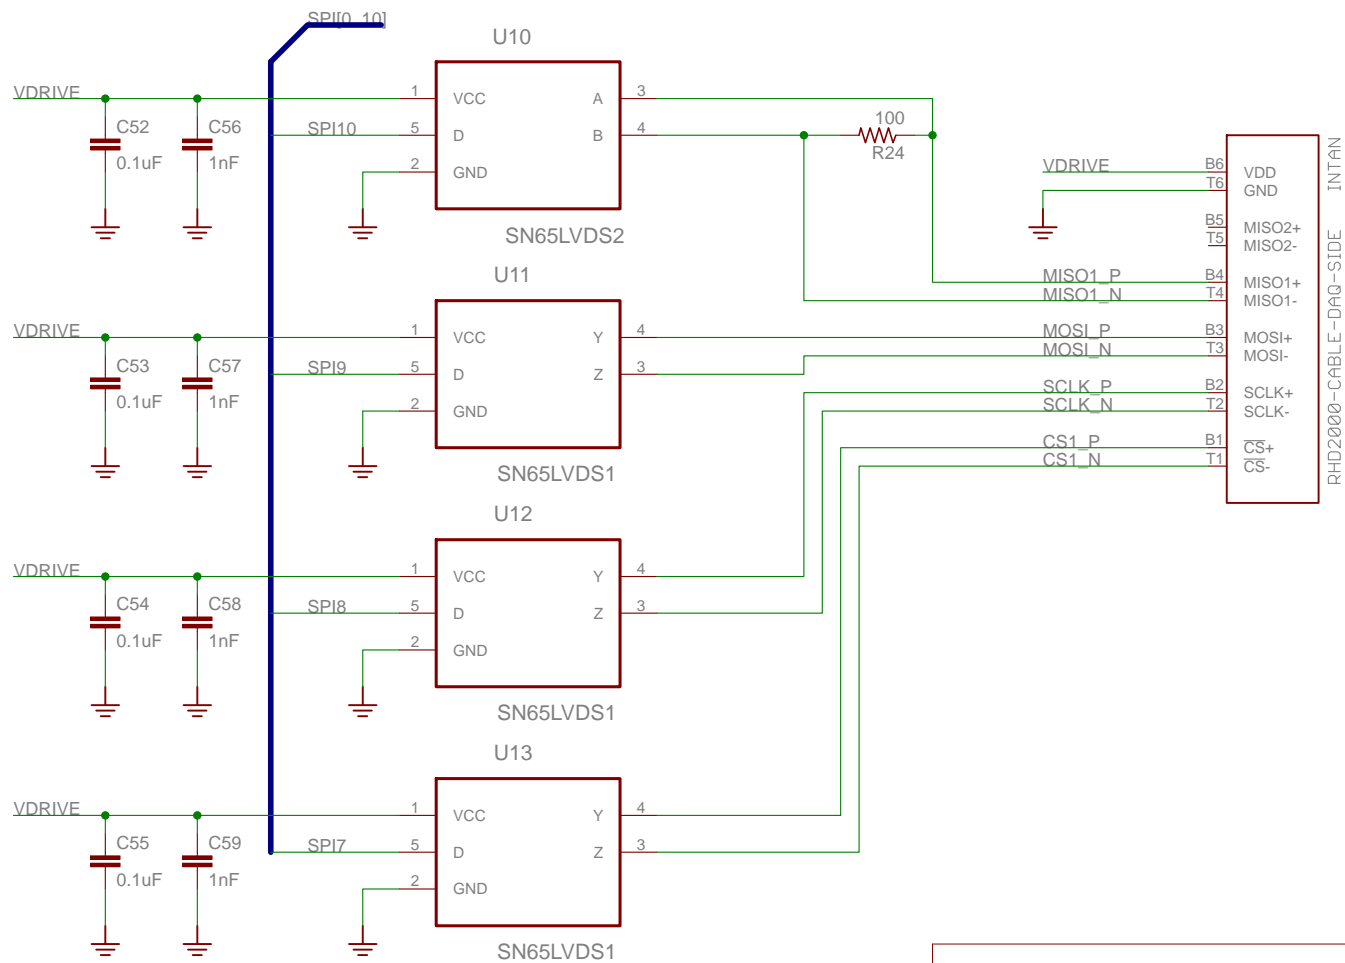 SPI[0..10]
U10
VDRIVE
C52
0.1uF
C56
1nF
SPI10
1
5
2
VCC
D
GND
A
B
3
4
SN65LVDS2
100
R24
U11
VDRIVE
C53
0.1uF
C57
1nF
SPI9
1
5
2
VCC
D
GND
Y
Z
4
3
SN65LVDS1
U12
VDRIVE
C54
0.1uF
C58
1nF
SPI8
1
5
2
VCC
D
GND
Y
Z
4
3
SN65LVDS1
U13
VDRIVE
C55
0.1uF
C59
1nF
SPI7
1
5
2
VCC
D
GND
Y
Z
4
3
SN65LVDS1
VDRIVE
MISO1_P
MISO1_N
MOSI_P
MOSI_N
SCLK_P
SCLK_N
CS1_P
CS1_N
B6 VDD
T6 GND
B5 MISO2+
T5 MISO2-
B4 MISO1+
T4 MISO1-
B3 MOSI+
T3 MOSI-
B2 SCLK+
T2 SCLK-
B1 CS+
T1 CS-
INTAN
RHD2000-CABLE-DAQ-SIDE